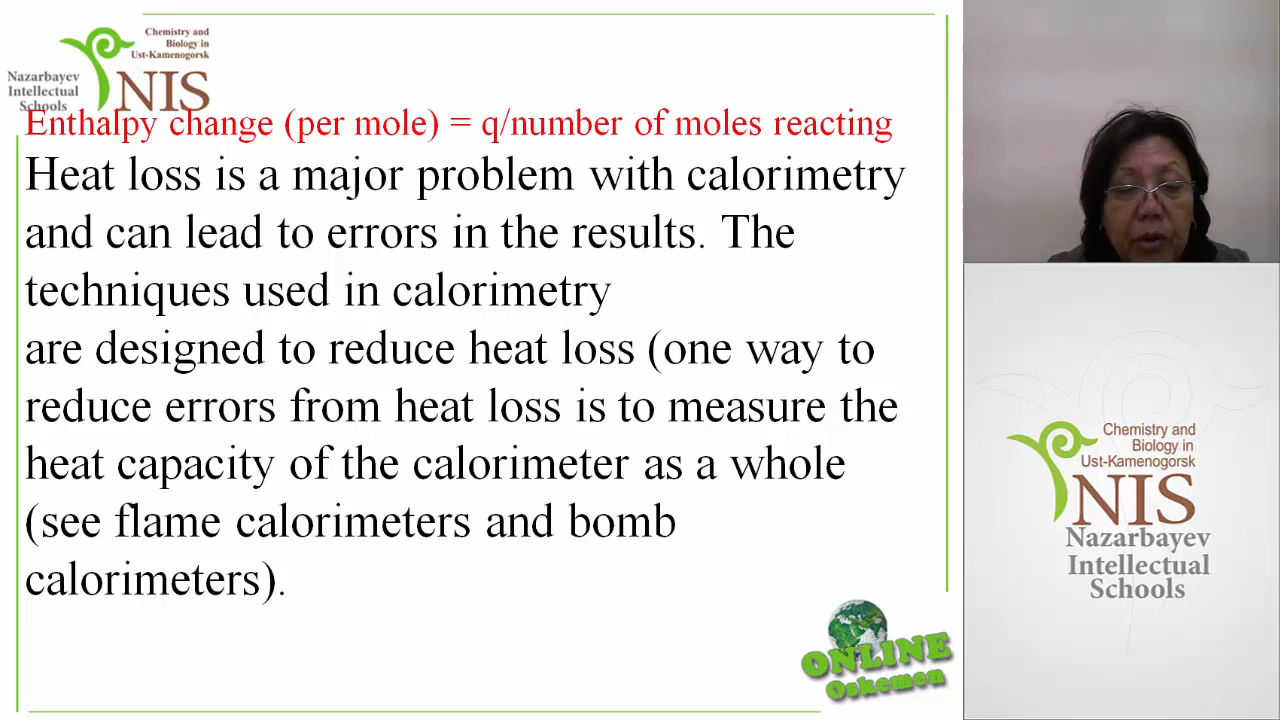 Chemistry and
Biology in
Ust-Kamenogorsk
Nazarbayev
Intellectual
Schools
NIS
Enthalpy change (per mole) = q/number of moles reacting
Heat loss is a major problem with calorimetry
and can lead to errors in the results. The
techniques used in calorimetry
are designed to reduce heat loss (one way to
reduce errors from heat loss is to measure the
heat capacity of the calorimeter as a whole
(see flame calorimeters and bomb
calorimeters).
ONLINE
Oskemen
Chemistry and
Biology in
Ust-Kamenogorsk
NIS
Nazarbayev
Intellectual
Schools